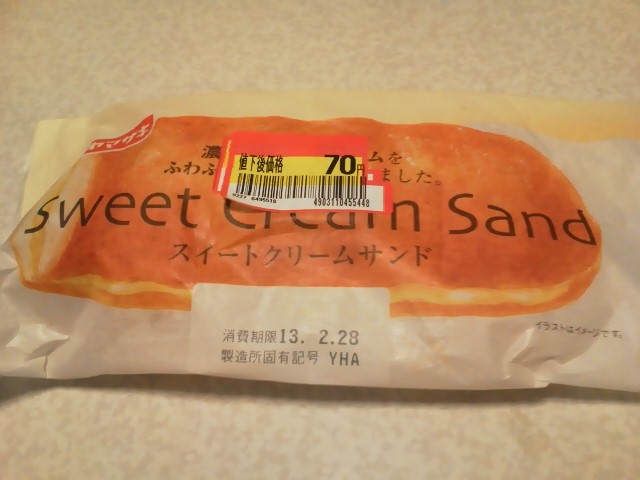 ヤマザキ
濃 ムを
ふわふ ました。
値下後価格 70円
0227 6495518 4903110455448
Sweet Cream Sand
スイートクリームサンド
イラストはイメージです。
消費期限13. 2.28
製造所固有記号 YHA